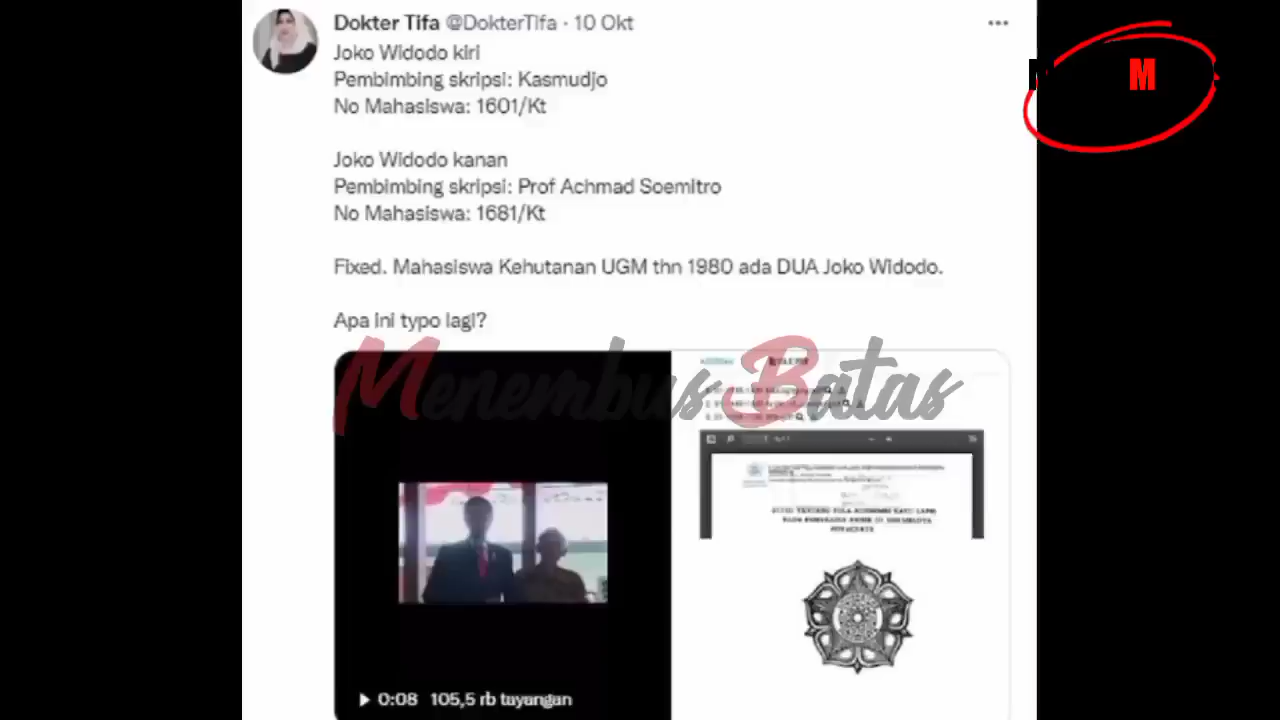 Dokter Tifa @DokterTifa · 10 Okt
Joko Widodo kiri
Pembimbing skripsi: Kasmudjo
No Mahasiswa: 1601/Kt
Joko Widodo kanan
Pembimbing skripsi: Prof Achmad Soemitro
No Mahasiswa: 1681/Kt
Fixed. Mahasiswa Kehutanan UGM thn 1980 ada DUA Joko Widodo.
Apa ini typo lagi?
Menembus Batas
0:08 105,5 rb tayangan
M